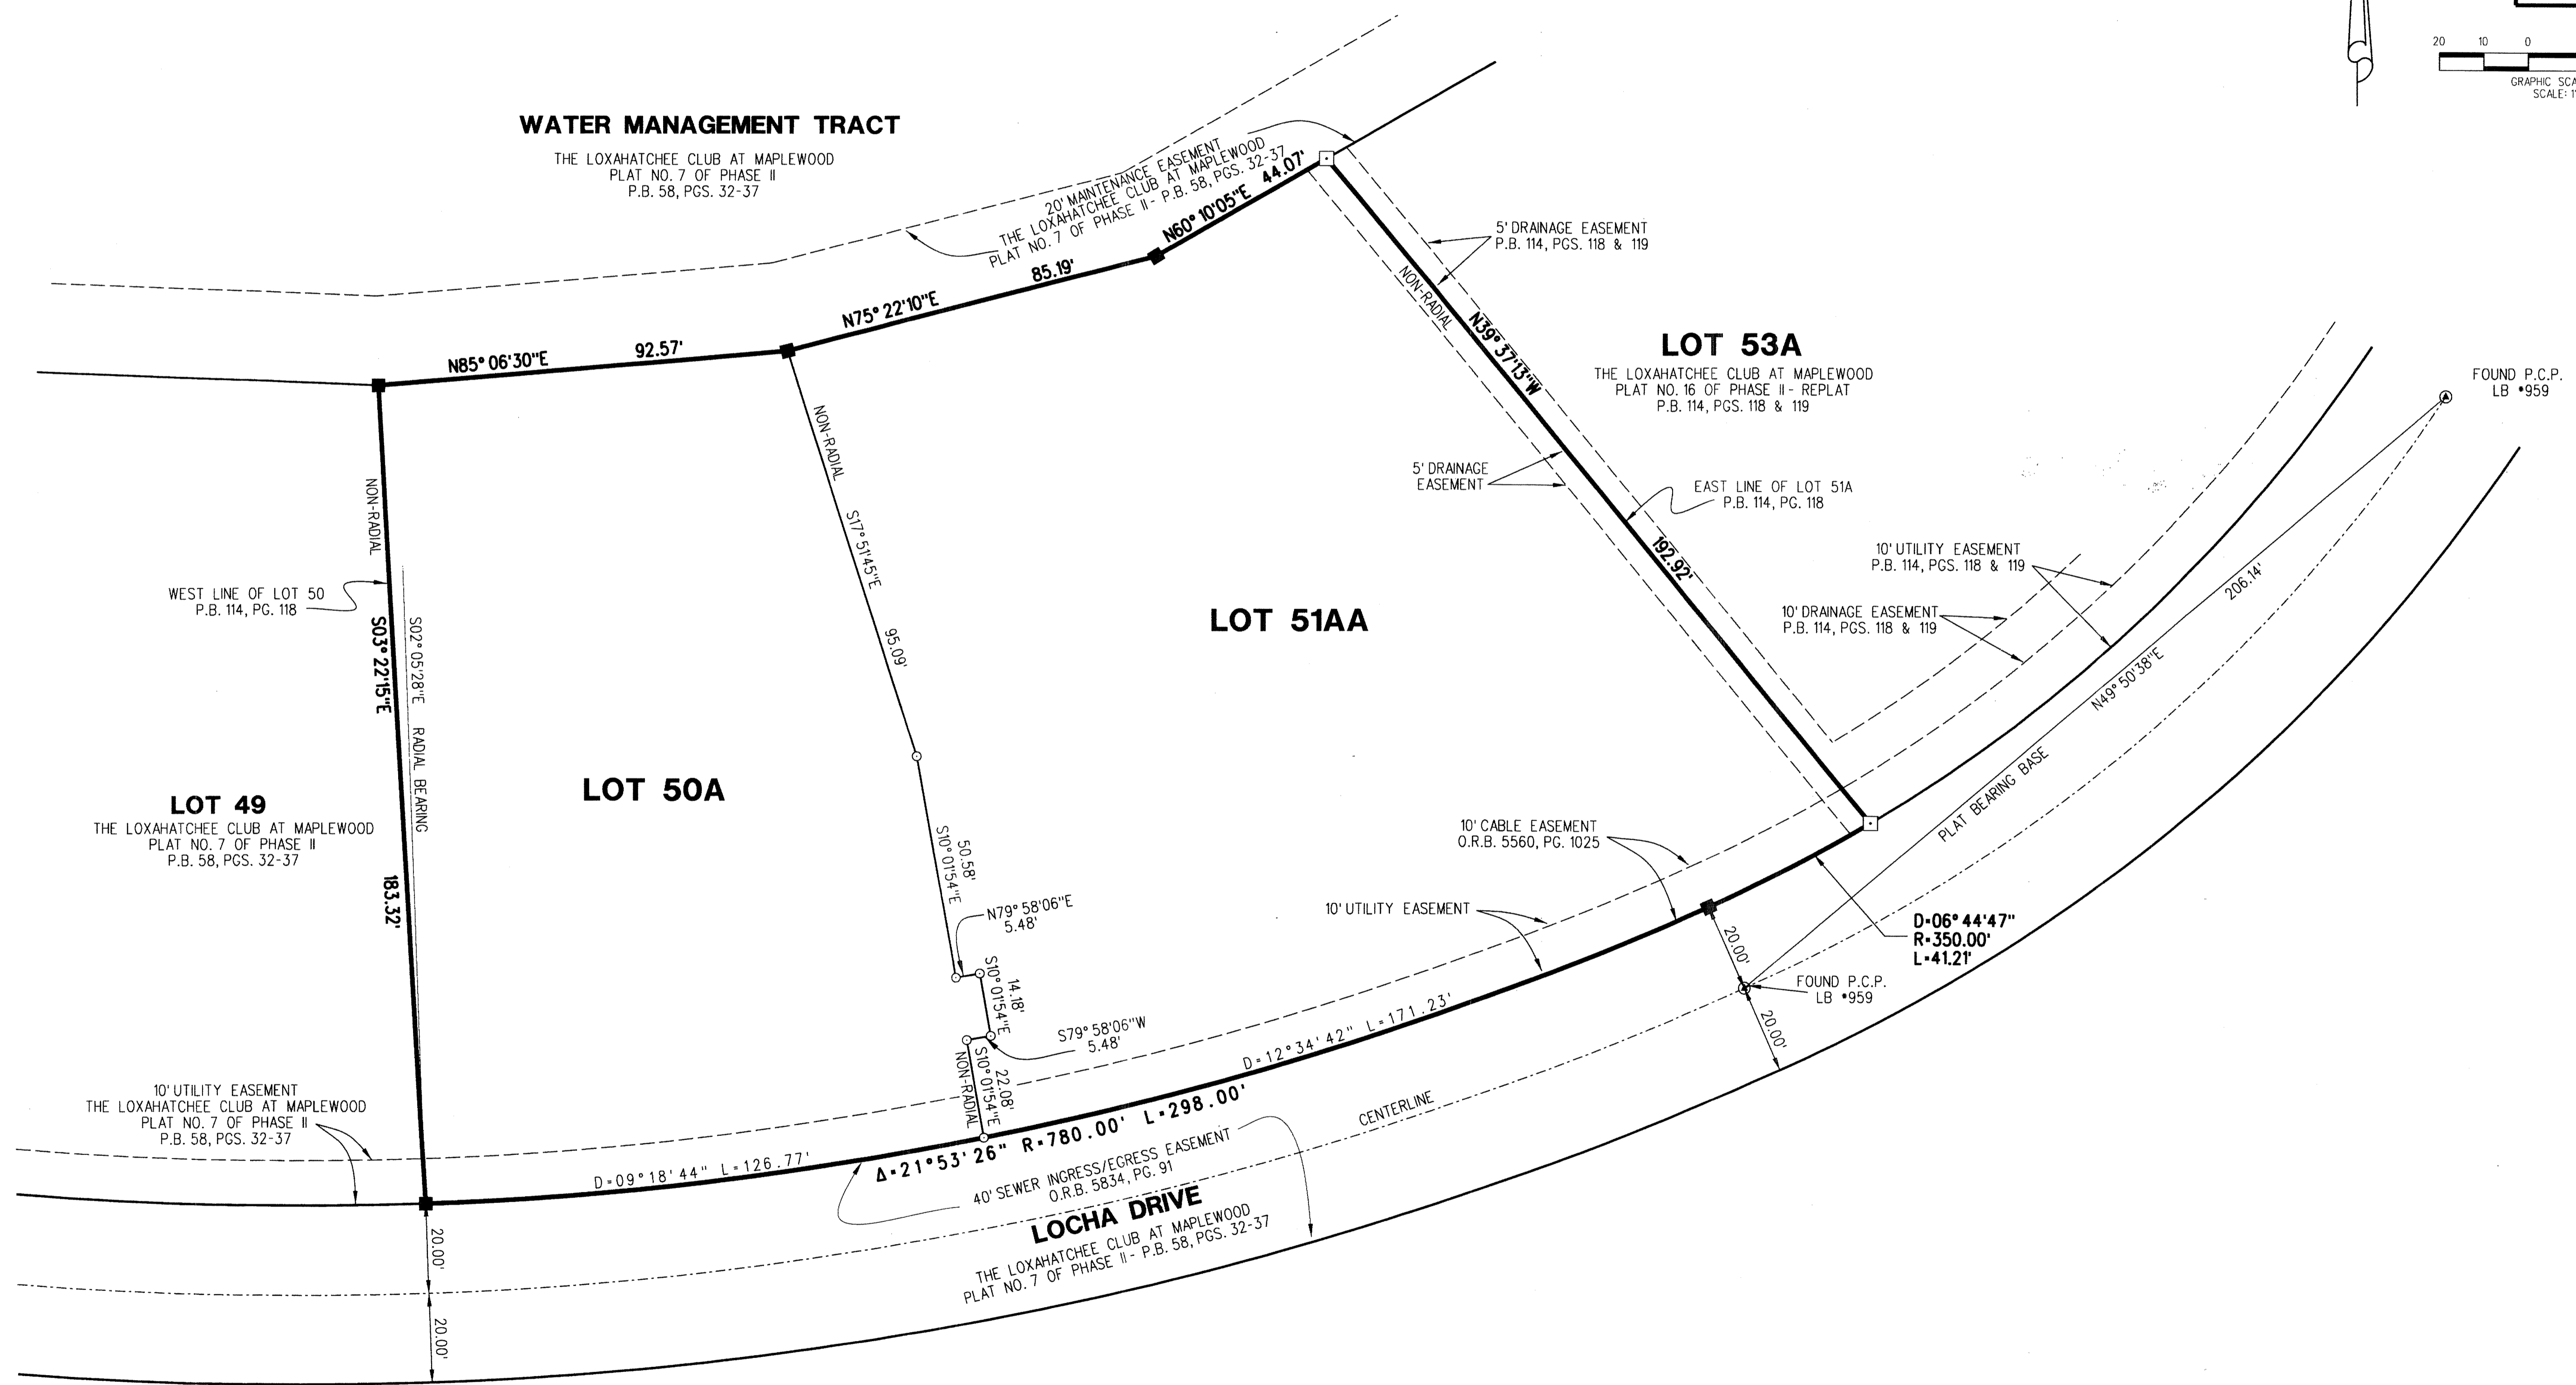 20 10 0
GRAPHIC SCA
SCALE: 1"
WATER MANAGEMENT TRACT
THE LOXAHATCHEE CLUB AT MAPLEWOOD
PLAT NO. 7 OF PHASE II
P.B. 58, PGS. 32-37
20' MAINTENANCE EASEMENT
THE LOXAHATCHEE CLUB AT MAPLEWOOD
PLAT NO. 7 OF PHASE II - P.B. 58, PGS. 32-37
N60°10'05"E 44.07'
N75°22'10"E 85.19'
N85°06'30"E 92.57'
5' DRAINAGE EASEMENT
P.B. 114, PGS. 118 & 119
NON-RADIAL
N39°37'13"W
192.92'
LOT 53A
THE LOXAHATCHEE CLUB AT MAPLEWOOD
PLAT NO. 16 OF PHASE II - REPLAT
P.B. 114, PGS. 118 & 119
FOUND P.C.P.
LB #959
5' DRAINAGE
EASEMENT
EAST LINE OF LOT 51A
P.B. 114, PG. 118
10' UTILITY EASEMENT
P.B. 114, PGS. 118 & 119
10' DRAINAGE EASEMENT
P.B. 114, PGS. 118 & 119
206.14'
N49°50'38"E
PLAT BEARING BASE
NON-RADIAL
S17°51'45"E
95.09'
NON-RADIAL
WEST LINE OF LOT 50
P.B. 114, PG. 118
S03°22'15"E
183.32'
S02°05'28"E RADIAL BEARING
LOT 51AA
LOT 50A
LOT 49
THE LOXAHATCHEE CLUB AT MAPLEWOOD
PLAT NO. 7 OF PHASE II
P.B. 58, PGS. 32-37
50.58'
S10°01'54"E
N79°58'06"E
5.48'
14.18'
S10°01'54"E
S79°58'06"W
5.48'
22.08'
S10°01'54"E
NON-RADIAL
10' CABLE EASEMENT
O.R.B. 5560, PG. 1025
10' UTILITY EASEMENT
D=06°44'47"
R=350.00'
L=41.21'
20.00'
FOUND P.C.P.
LB #959
20.00'
10' UTILITY EASEMENT
THE LOXAHATCHEE CLUB AT MAPLEWOOD
PLAT NO. 7 OF PHASE II
P.B. 58, PGS. 32-37
D=09°18'44" L=126.77'
D=12°34'42" L=171.23'
Δ=21°53'26" R=780.00' L=298.00'
40' SEWER INGRESS/EGRESS EASEMENT
O.R.B. 5834, PG. 91
CENTERLINE
LOCHA DRIVE
THE LOXAHATCHEE CLUB AT MAPLEWOOD
PLAT NO. 7 OF PHASE II - P.B. 58, PGS. 32-37
20.00'
20.00'